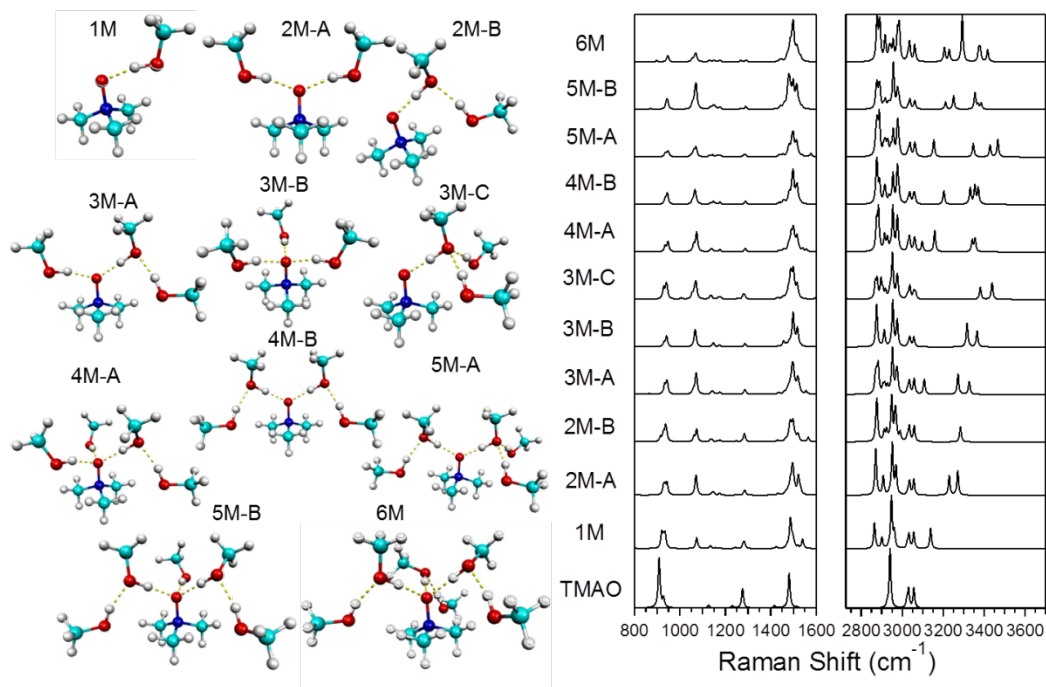 1M
2M-A
2M-B
3M-A
3M-B
3M-C
4M-A
4M-B
5M-A
5M-B
6M
6M
5M-B
5M-A
4M-B
4M-A
3M-C
3M-B
3M-A
2M-B
2M-A
1M
TMAO
800 1000 1200 1400 1600 2800 3000 3200 3400 3600
Raman Shift (cm⁻¹)